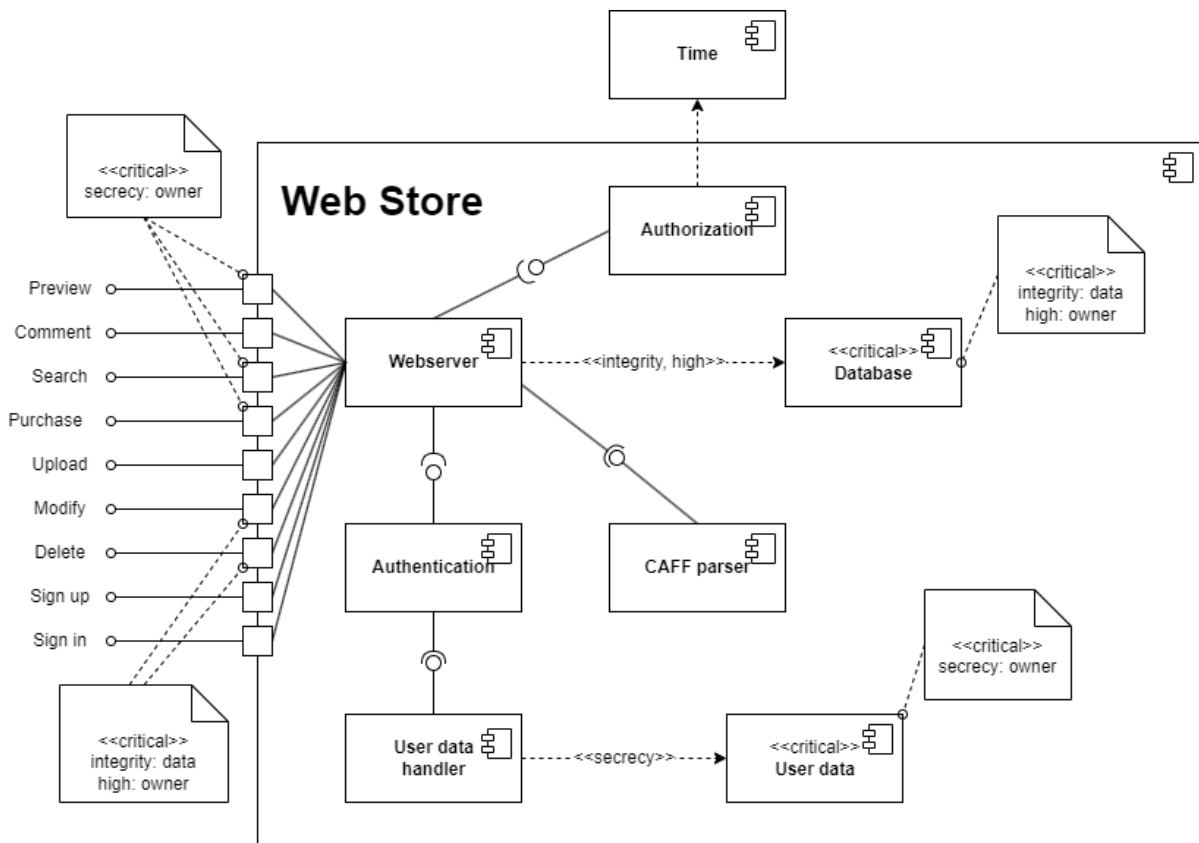 Time
<<critical>>
secrecy: owner
Web Store
Authorization
<<critical>>
integrity: data
high: owner
Preview
Comment
Search
Purchase
Upload
Modify
Delete
Sign up
Sign in
Webserver
<<integrity, high>>
<<critical>>
Database
Authentication
CAFF parser
<<critical>>
secrecy: owner
<<critical>>
integrity: data
high: owner
User data
handler
<<secrecy>>
<<critical>>
User data